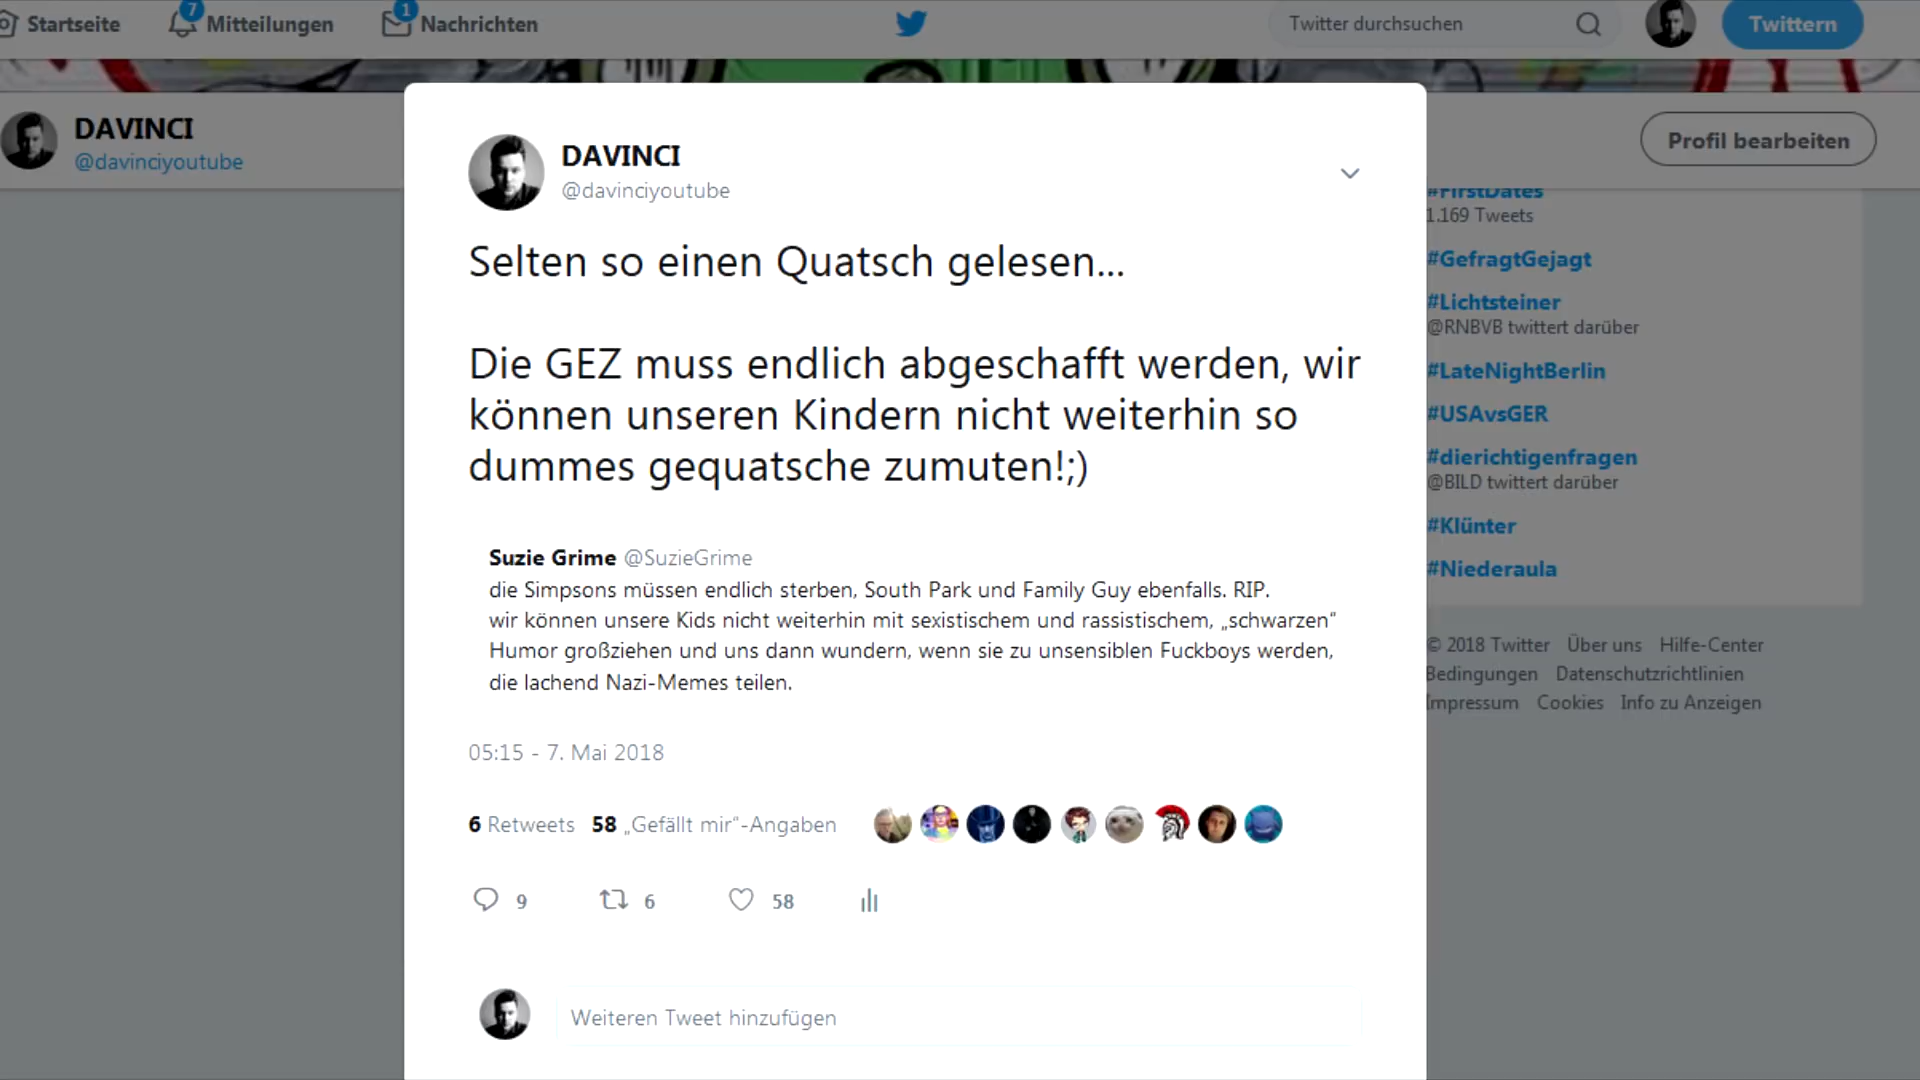 Startseite
7
Mitteilungen
1
Nachrichten
Twitter durchsuchen
Twittern
DAVINCI
@davinciyoutube
Profil bearbeiten
DAVINCI
@davinciyoutube
Selten so einen Quatsch gelesen...
Die GEZ muss endlich abgeschafft werden, wir
können unseren Kindern nicht weiterhin so
dummes gequatsche zumuten!;)
Suzie Grime @SuzieGrime
die Simpsons müssen endlich sterben, South Park und Family Guy ebenfalls. RIP.
wir können unsere Kids nicht weiterhin mit sexistischem und rassistischem, „schwarzen“
Humor großziehen und uns dann wundern, wenn sie zu unsensiblen Fuckboys werden,
die lachend Nazi-Memes teilen.
05:15 - 7. Mai 2018
6 Retweets 58 „Gefällt mir“-Angaben
9 6 58
Weiteren Tweet hinzufügen
#FirstDates
1.169 Tweets
#GefragtGejagt
#Lichtsteiner
@RNBVB twittert darüber
#LateNightBerlin
#USAvsGER
#dierichtigenfragen
@BILD twittert darüber
#Klünter
#Niederaula
© 2018 Twitter Über uns Hilfe-Center
Bedingungen Datenschutzrichtlinien
Impressum Cookies Info zu Anzeigen